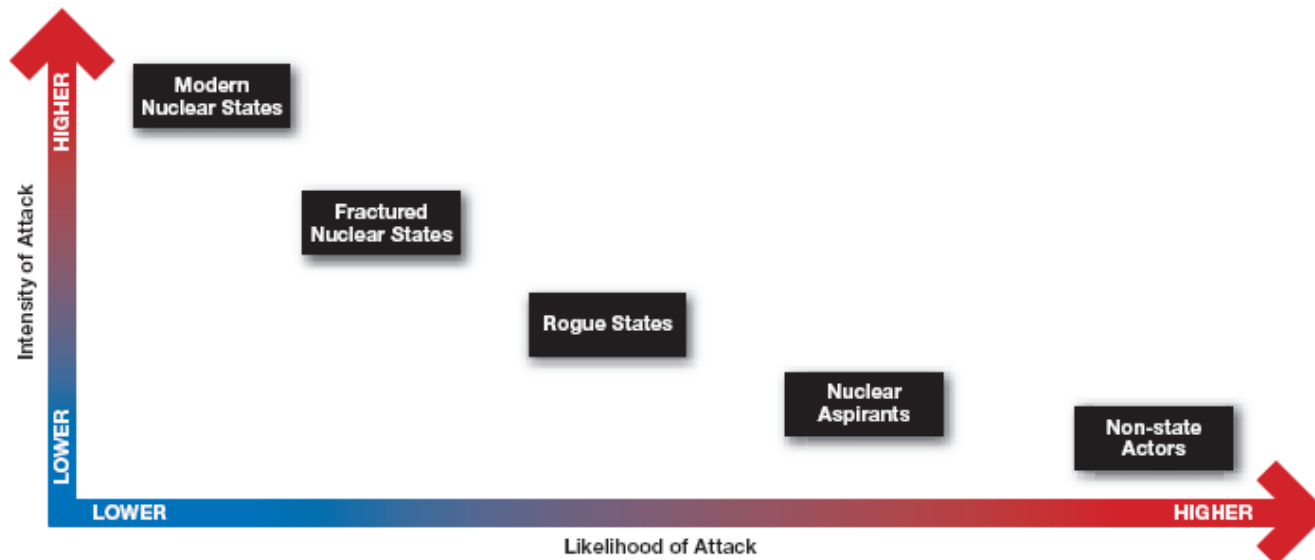 HIGHER
Modern
Nuclear States
Fractured
Nuclear States
Intensity of Attack
Rogue States
Nuclear
Aspirants
Non-state
Actors
LOWER
LOWER
HIGHER
Likelihood of Attack